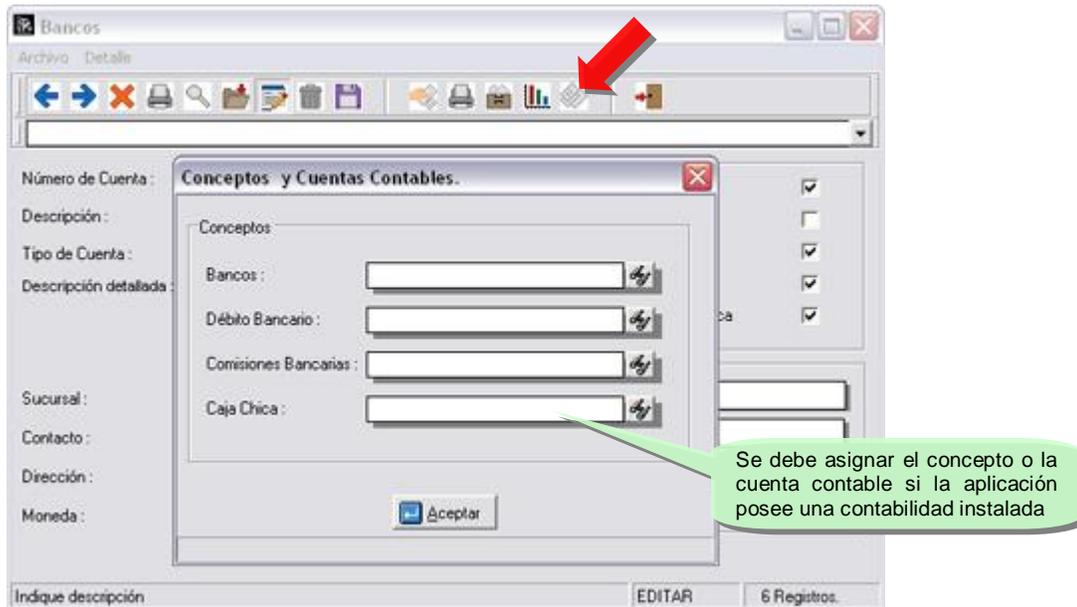 Bancos
Archivo Detalle
Número de Cuenta :
Descripción :
Tipo de Cuenta :
Descripción detallada :
Conceptos y Cuentas Contables.
Conceptos
Bancos :
Débito Bancario :
Comisiones Bancarias :
Caja Chica :
Aceptar
ca
Sucursal :
Contacto :
Dirección :
Moneda :
Se debe asignar el concepto o la
cuenta contable si la aplicación
posee una contabilidad instalada
Indique descripción EDITAR 6 Registros.